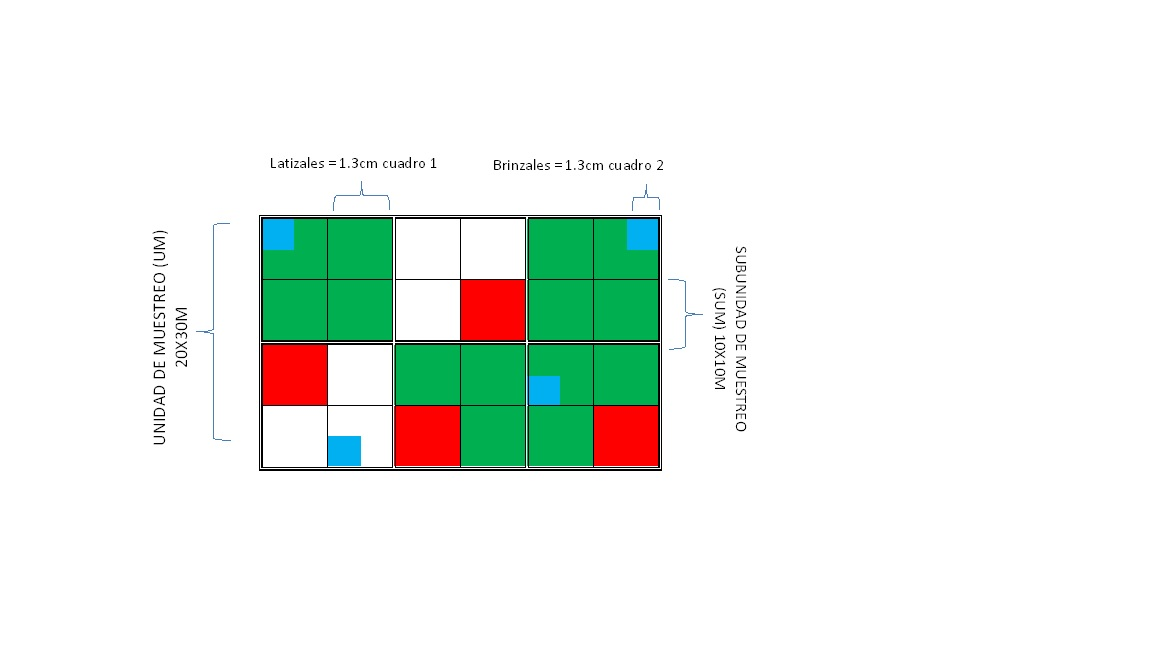 Latizales =1.3cm cuadro 1
Brinzales =1.3cm cuadro 2
UNIDAD DE MUESTREO (UM)
20X30M
SUBUNIDAD DE MUESTREO
(SUM) 10X10M